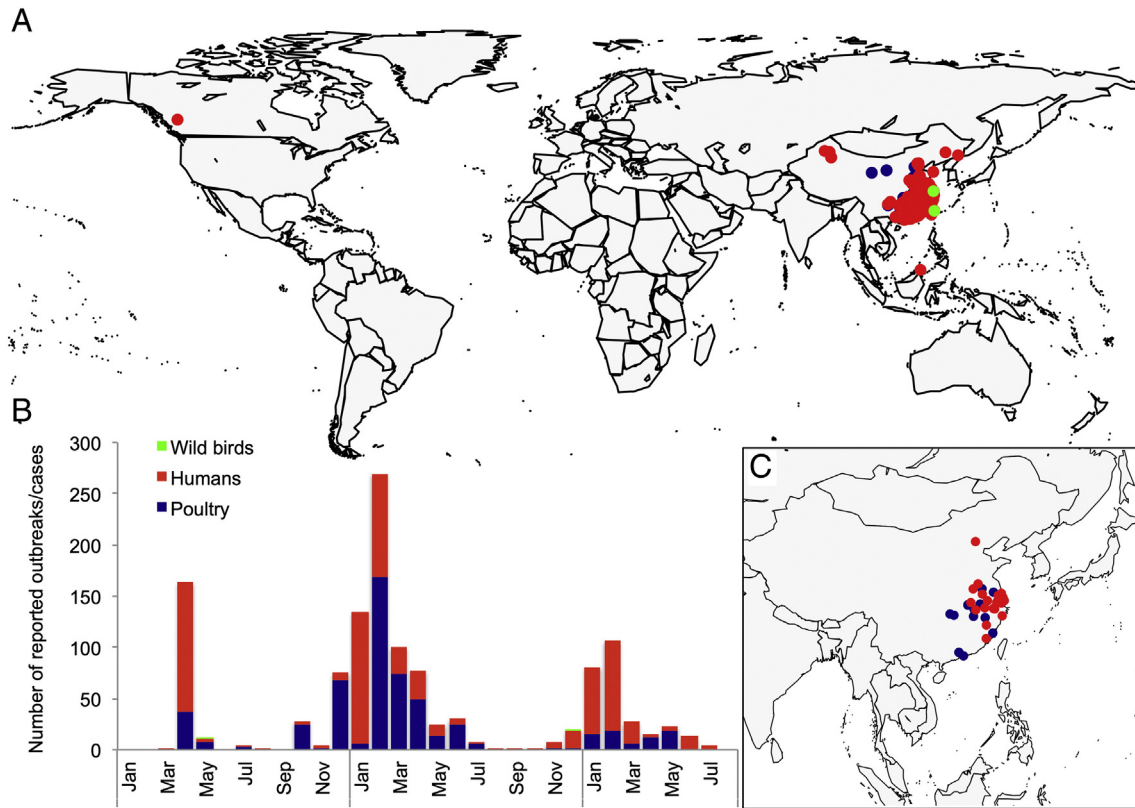 A
B
Number of reported outbreaks/cases
300
250
200
150
100
50
0
Wild birds
Humans
Poultry
Jan
Mar
May
Jul
Sep
Nov
Jan
Mar
May
Jul
Sep
Nov
Jan
Mar
May
Jul
C